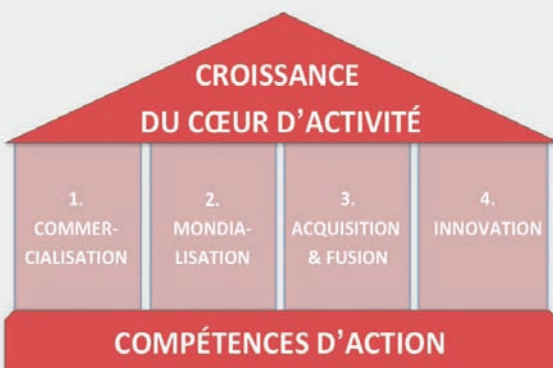 CROISSANCE
DU CŒUR D'ACTIVITÉ
1.
COMMER-
CIALISATION
2.
MONDIA-
LISATION
3.
ACQUISITION
& FUSION
4.
INNOVATION
COMPÉTENCES D'ACTION